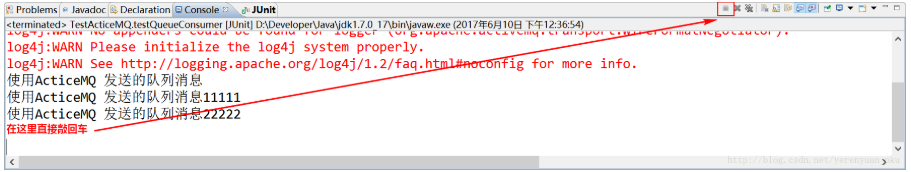 Problems @ Javadoc Declaration Console JUnit
<terminated> TestActiceMQ.testQueueConsumer [JUnit] D:\Developer\Java\jdk1.7.0_17\bin\javaw.exe (2017年6月10日 下午12:36:54)
log4j:WARN No appenders could be found for logger (org.apache.activemq.transport.WireFormatNegotiator).
log4j:WARN Please initialize the log4j system properly.
log4j:WARN See http://logging.apache.org/log4j/1.2/faq.html#noconfig for more info.
使用ActiceMQ 发送的队列消息
使用ActiceMQ 发送的队列消息11111
使用ActiceMQ 发送的队列消息22222
在这里直接敲回车